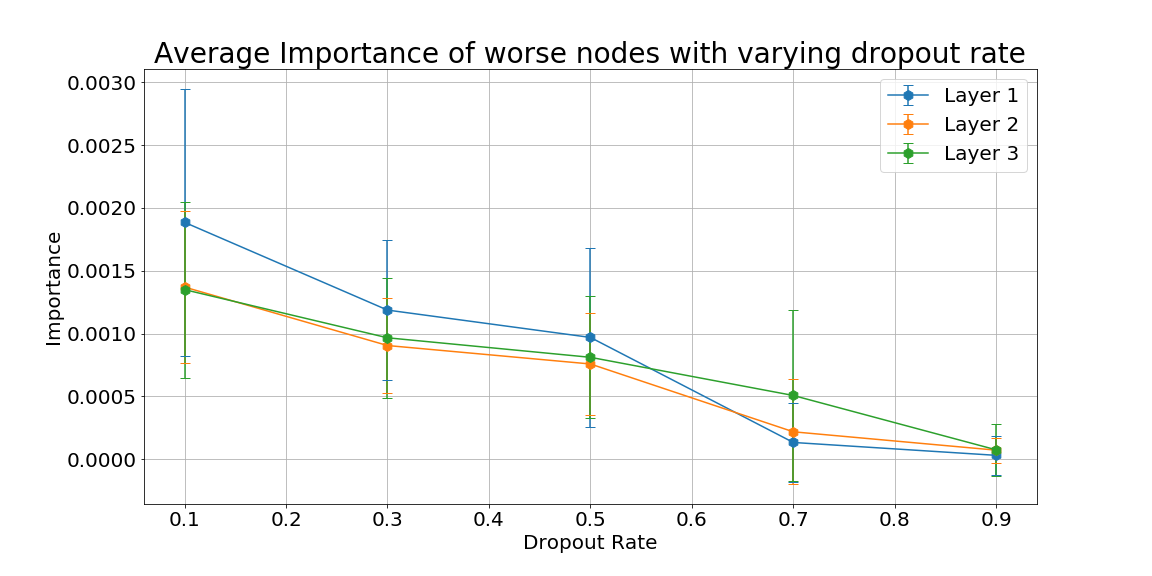 Average Importance of worse nodes with varying dropout rate
0.0030
0.0025
0.0020
0.0015
0.0010
0.0005
0.0000
Importance
Layer 1
Layer 2
Layer 3
0.1 0.2 0.3 0.4 0.5 0.6 0.7 0.8 0.9
Dropout Rate